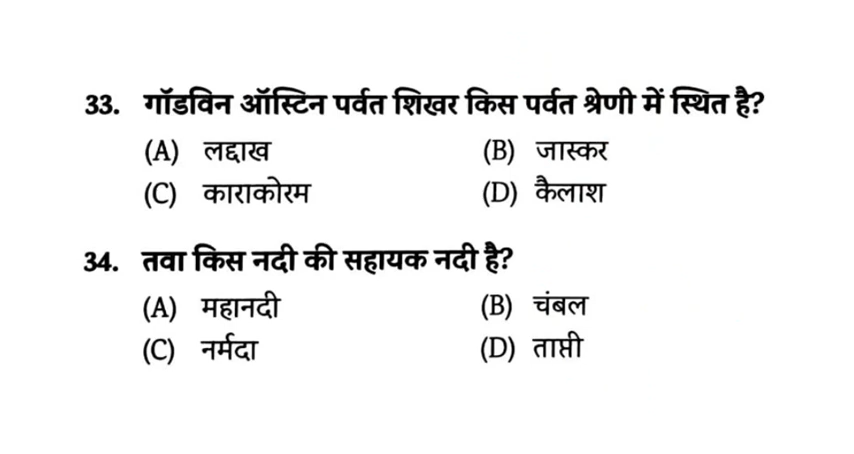 33. गॉडविन ऑस्टिन पर्वत शिखर किस पर्वत श्रेणी में स्थित है?
(A) लद्दाख (B) जास्कर
(C) काराकोरम (D) कैलाश
34. तवा किस नदी की सहायक नदी है?
(A) महानदी (B) चंबल
(C) नर्मदा (D) ताप्ती